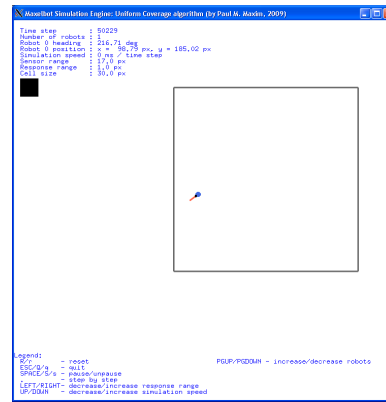 Maxelbot Simulation Engine: Uniform Coverage algorithm (by Paul M. Maxim, 2009)
Time step : 50229
Number of robots : 1
Robot 0 heading : 216.71 deg
Robot 0 position : x = 98.79 px, y = 185.02 px
Simulation speed : 0 ms / time step
Sensor range : 17.0 px
Response range : 1.0 px
Cell size : 30.0 px
Legend:
R/r - reset
ESC/Q/q - quit
SPACE/S/s - pause/unpause
. - step by step
LEFT/RIGHT- decrease/increase response range
UP/DOWN - decrease/increase simulation speed
PGUP/PGDOWN - increase/decrease robots